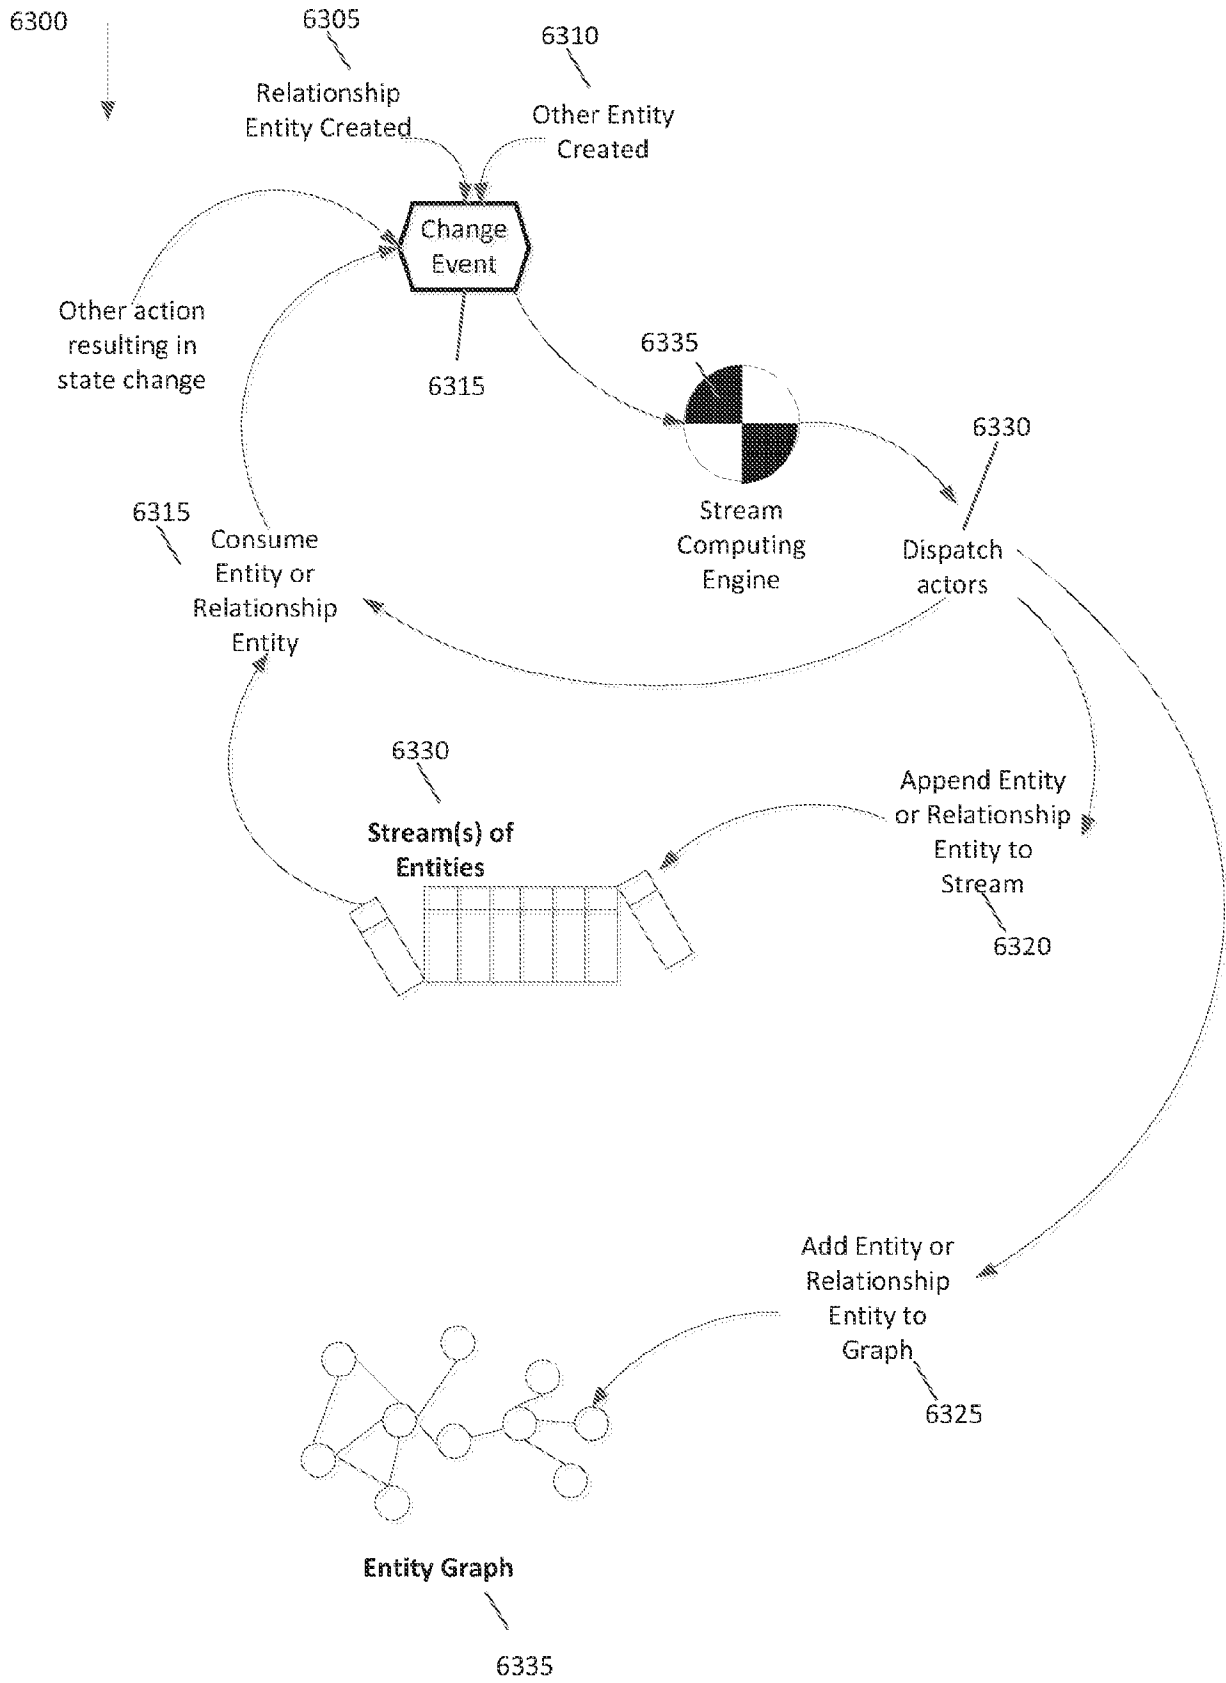 6300
6305
Relationship
Entity Created
6310
Other Entity
Created
Change
Event
6315
Other action
resulting in
state change
6335
Stream
Computing
Engine
6330
Dispatch
actors
6315
Consume
Entity or
Relationship
Entity
6330
Stream(s) of
Entities
Append Entity
or Relationship
Entity to
Stream
6320
Add Entity or
Relationship
Entity to
Graph
6325
Entity Graph
6335